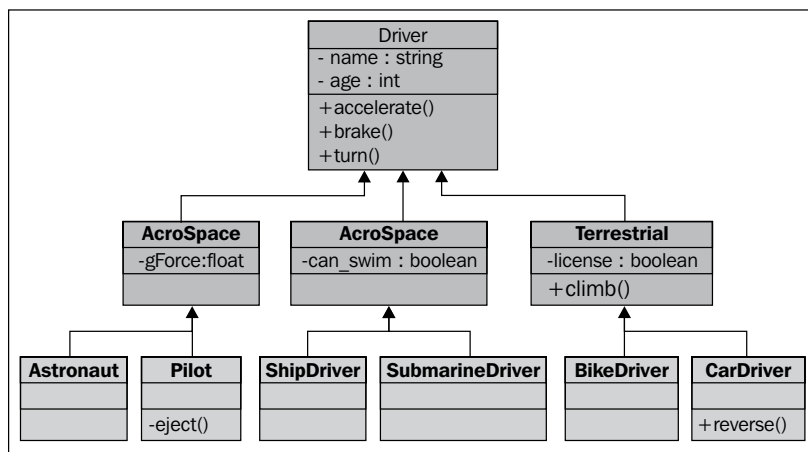 Driver
- name : string
- age : int
+accelerate()
+brake()
+turn()
AcroSpace
-gForce:float
AcroSpace
-can_swim : boolean
Terrestrial
-license : boolean
+climb()
Astronaut
Pilot
-eject()
ShipDriver
SubmarineDriver
BikeDriver
CarDriver
+reverse()